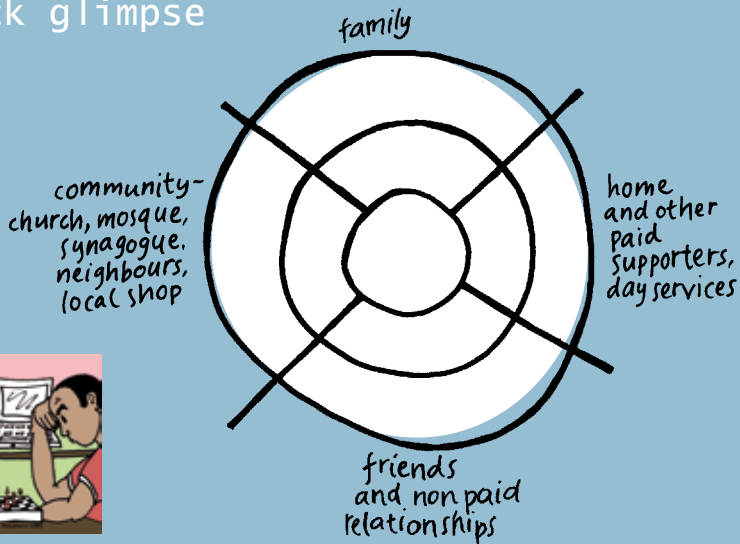 glimpse
family
community-
church, mosque,
synagogue.
neighbours,
local shop
home
and other
paid
supporters,
day services
friends
and non paid
relationships